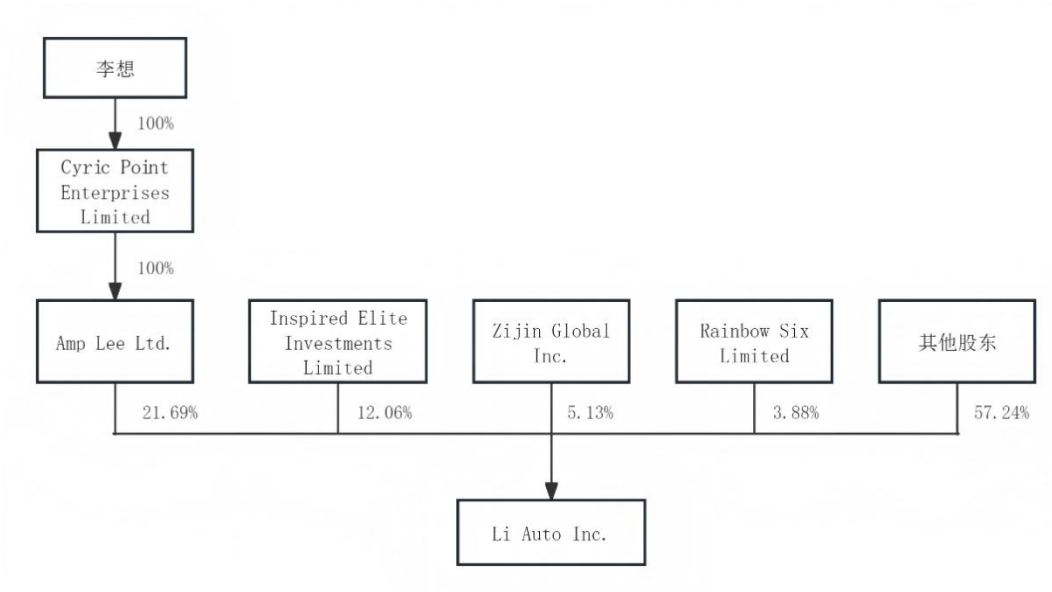 李想
100%
Cyric Point
Enterprises
Limited
100%
Amp Lee Ltd.
Inspired Elite
Investments
Limited
Zijin Global
Inc.
Rainbow Six
Limited
其他股东
21.69%
12.06%
5.13%
3.88%
57.24%
Li Auto Inc.